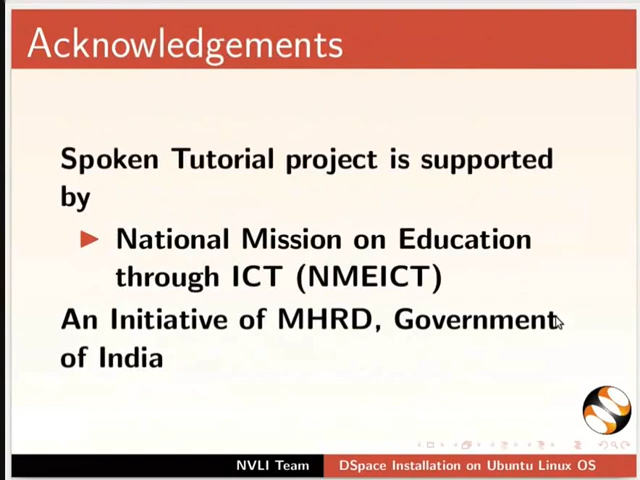 Acknowledgements
Spoken Tutorial project is supported
by
National Mission on Education
through ICT (NMEICT)
An Initiative of MHRD, Government
of India
NVLI Team
DSpace Installation on Ubuntu Linux OS